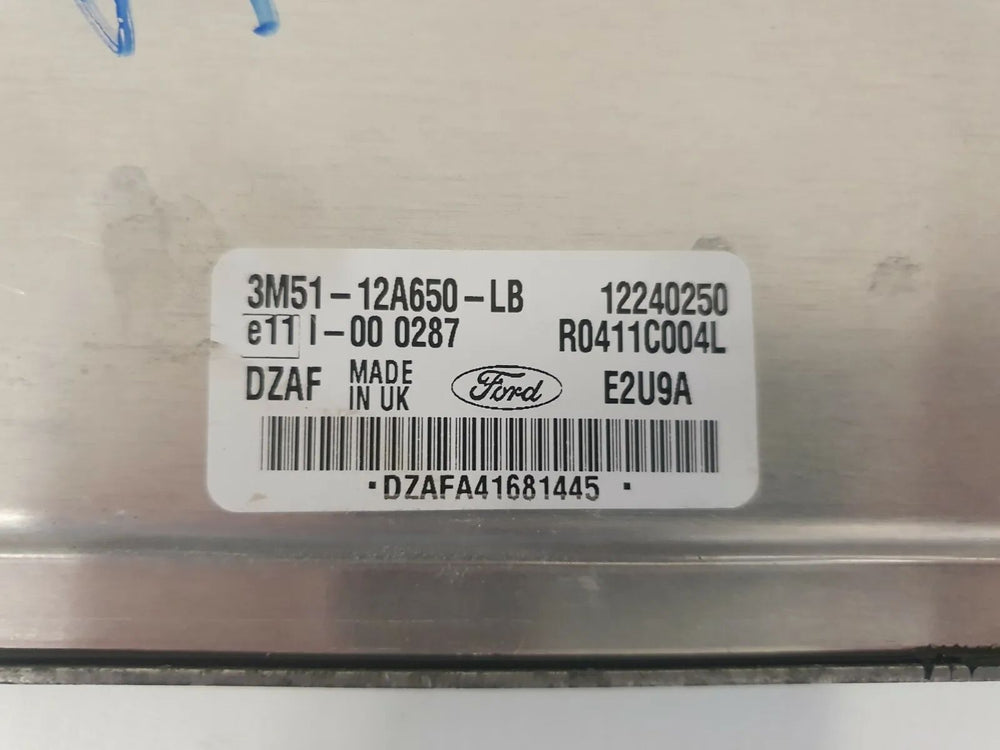 3M51-12A650-LB 12240250
e11 I-00 0287 R0411C004L
DZAF MADE IN UK Ford E2U9A
·DZAFA41681445 ·